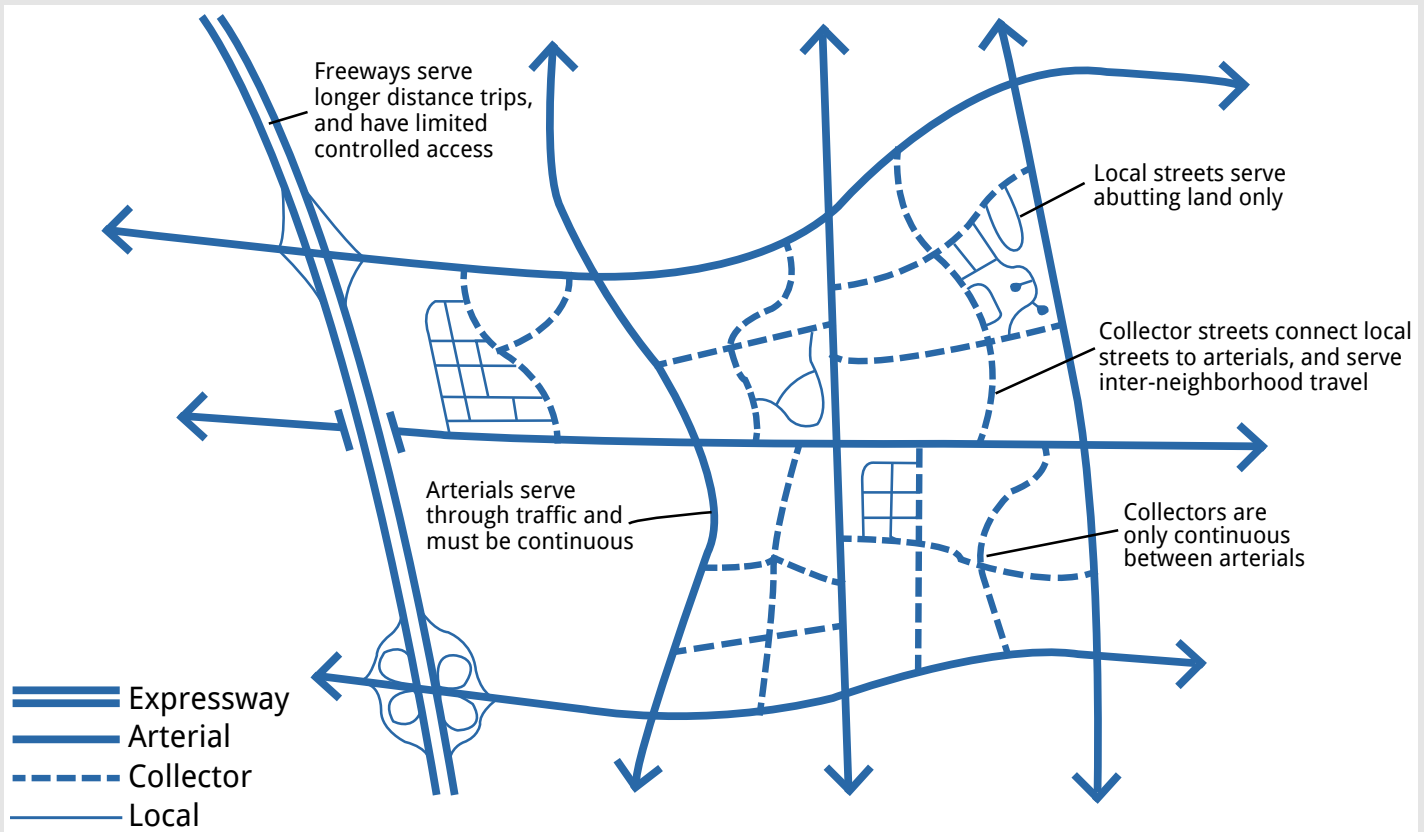 Freeways serve
longer distance trips,
and have limited
controlled access
Local streets serve
abutting land only
Collector streets connect local
streets to arterials, and serve
inter-neighborhood travel
Arterials serve
through traffic and
must be continuous
Collectors are
only continuous
between arterials
Expressway
Arterial
Collector
Local